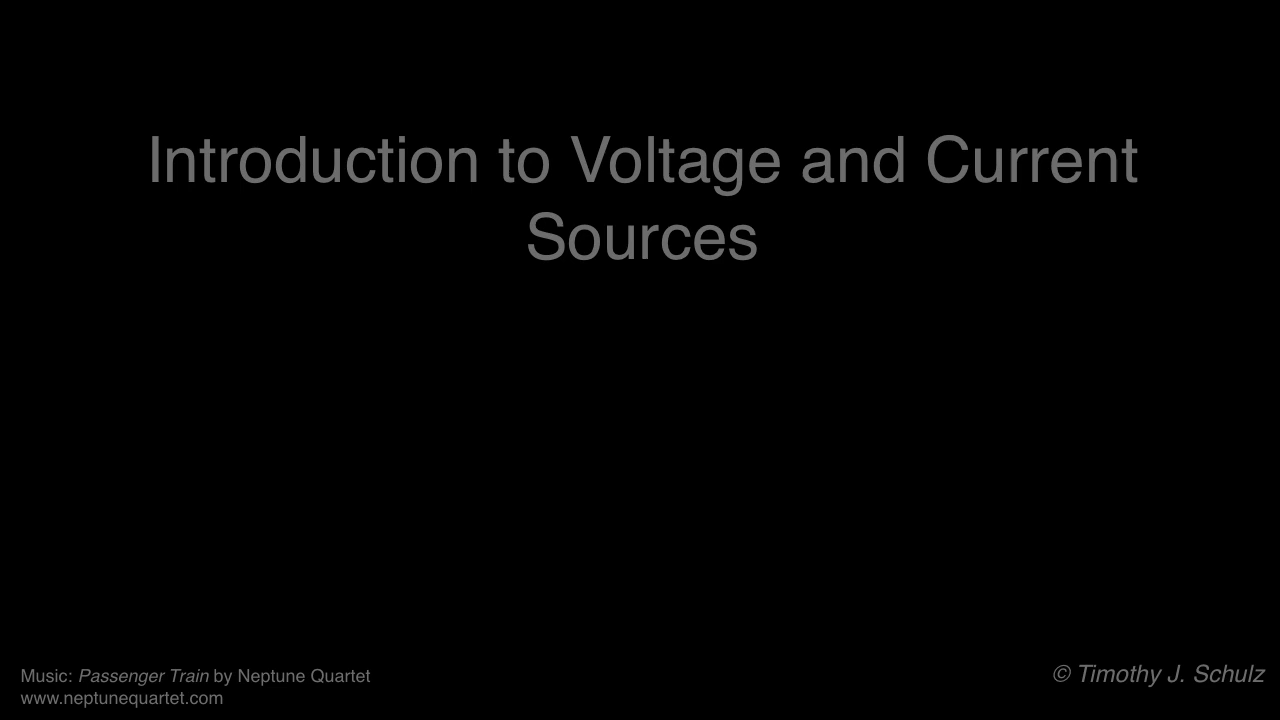 Introduction to Voltage and Current
Sources
Music: Passenger Train by Neptune Quartet
www.neptunequartet.com
© Timothy J. Schulz